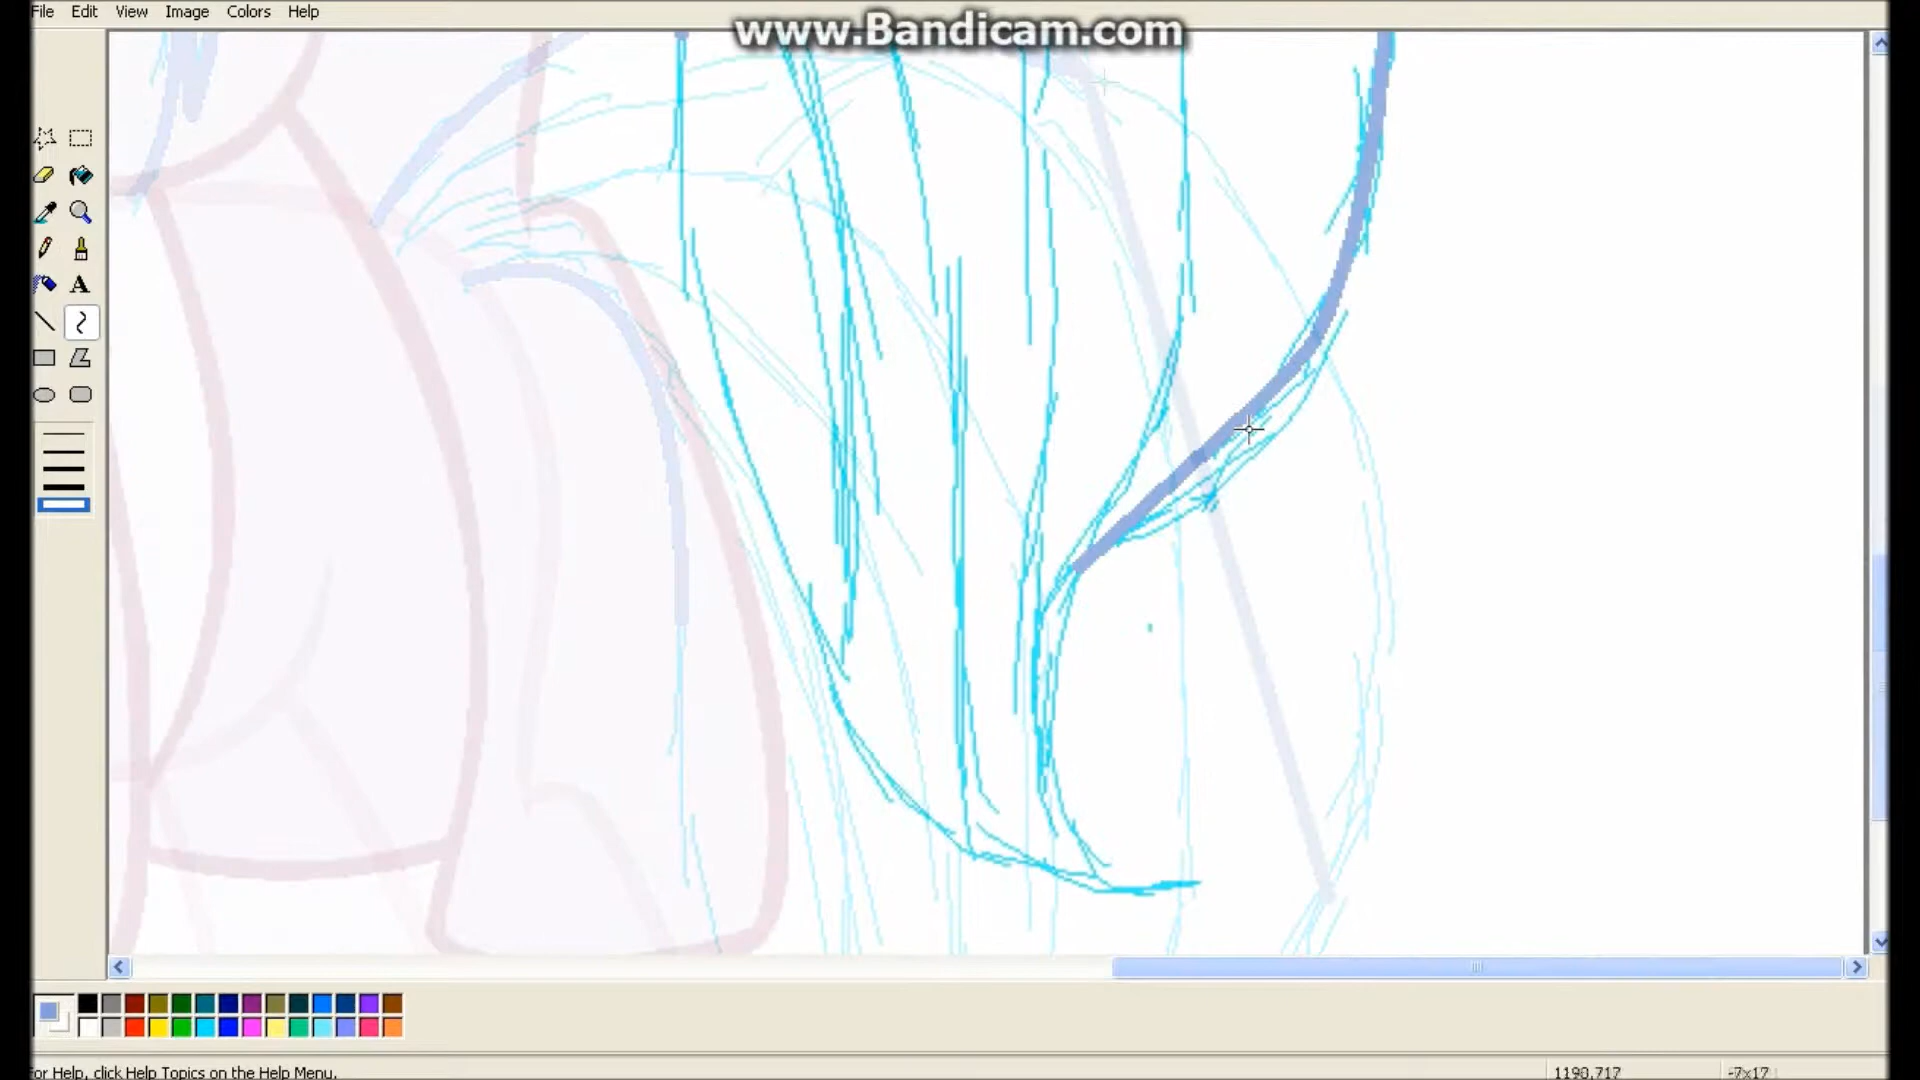 File Edit View Image Colors Help
www.Bandicam.com
A
For Help, click Help Topics on the Help Menu.
1198,717
-7x17